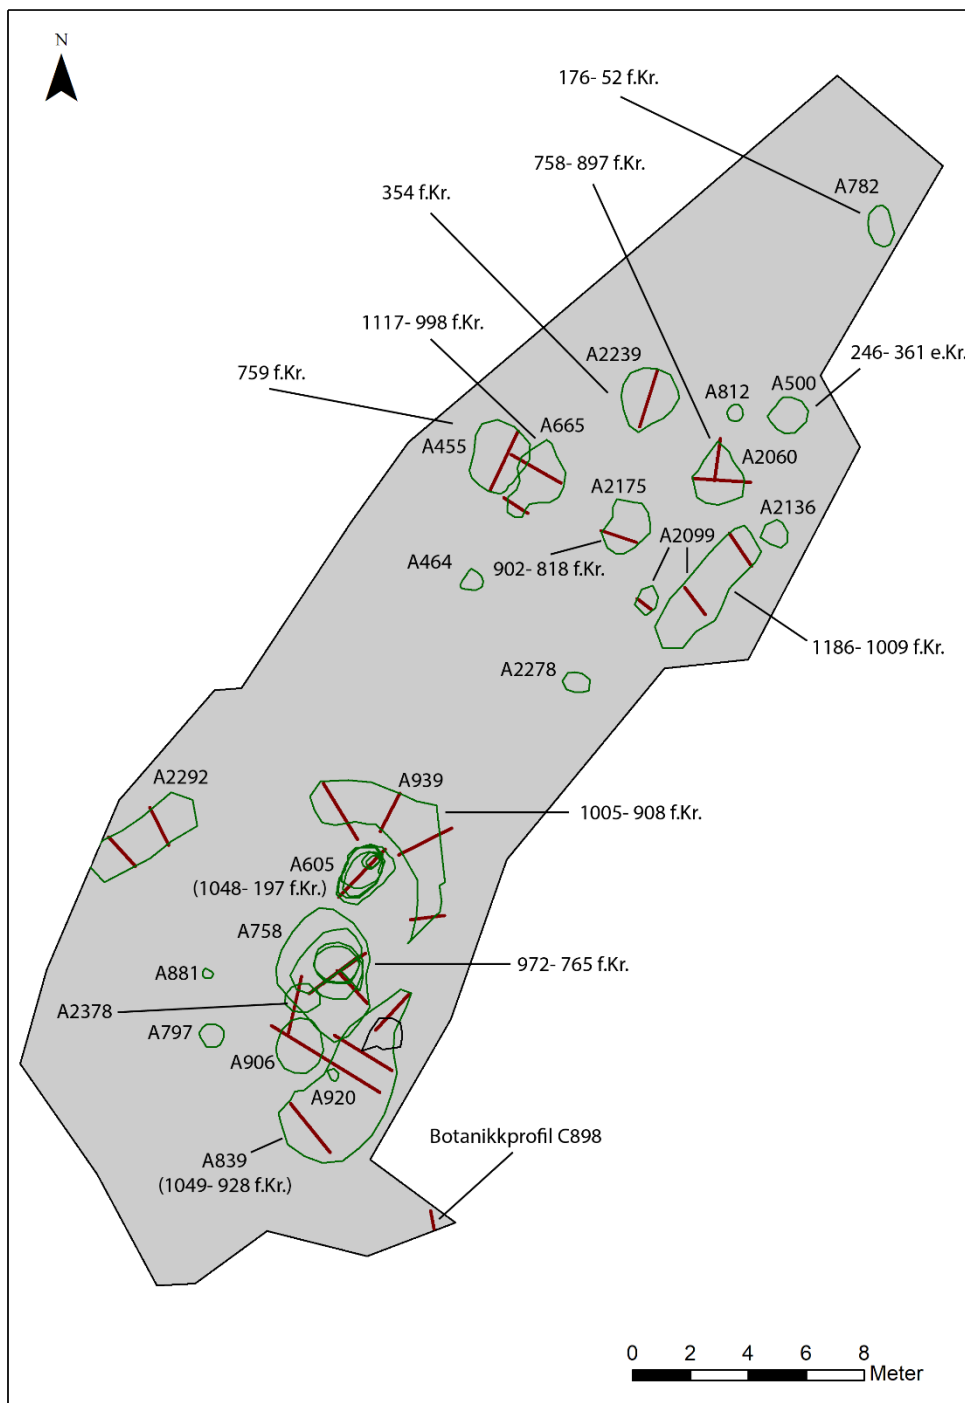 N
176- 52 f.Kr.
758- 897 f.Kr.
A782
354 f.Kr.
1117- 998 f.Kr.
246- 361 e.Kr.
A2239
759 f.Kr.
A812
A500
A665
A455
A2060
A2175
A2136
A2099
A464
902- 818 f.Kr.
1186- 1009 f.Kr.
A2278
A2292
A939
1005- 908 f.Kr.
A605
(1048- 197 f.Kr.)
A758
A881
972- 765 f.Kr.
A2378
A797
A906
A920
Botanikkprofil C898
A839
(1049- 928 f.Kr.)
0 2 4 6 8
Meter